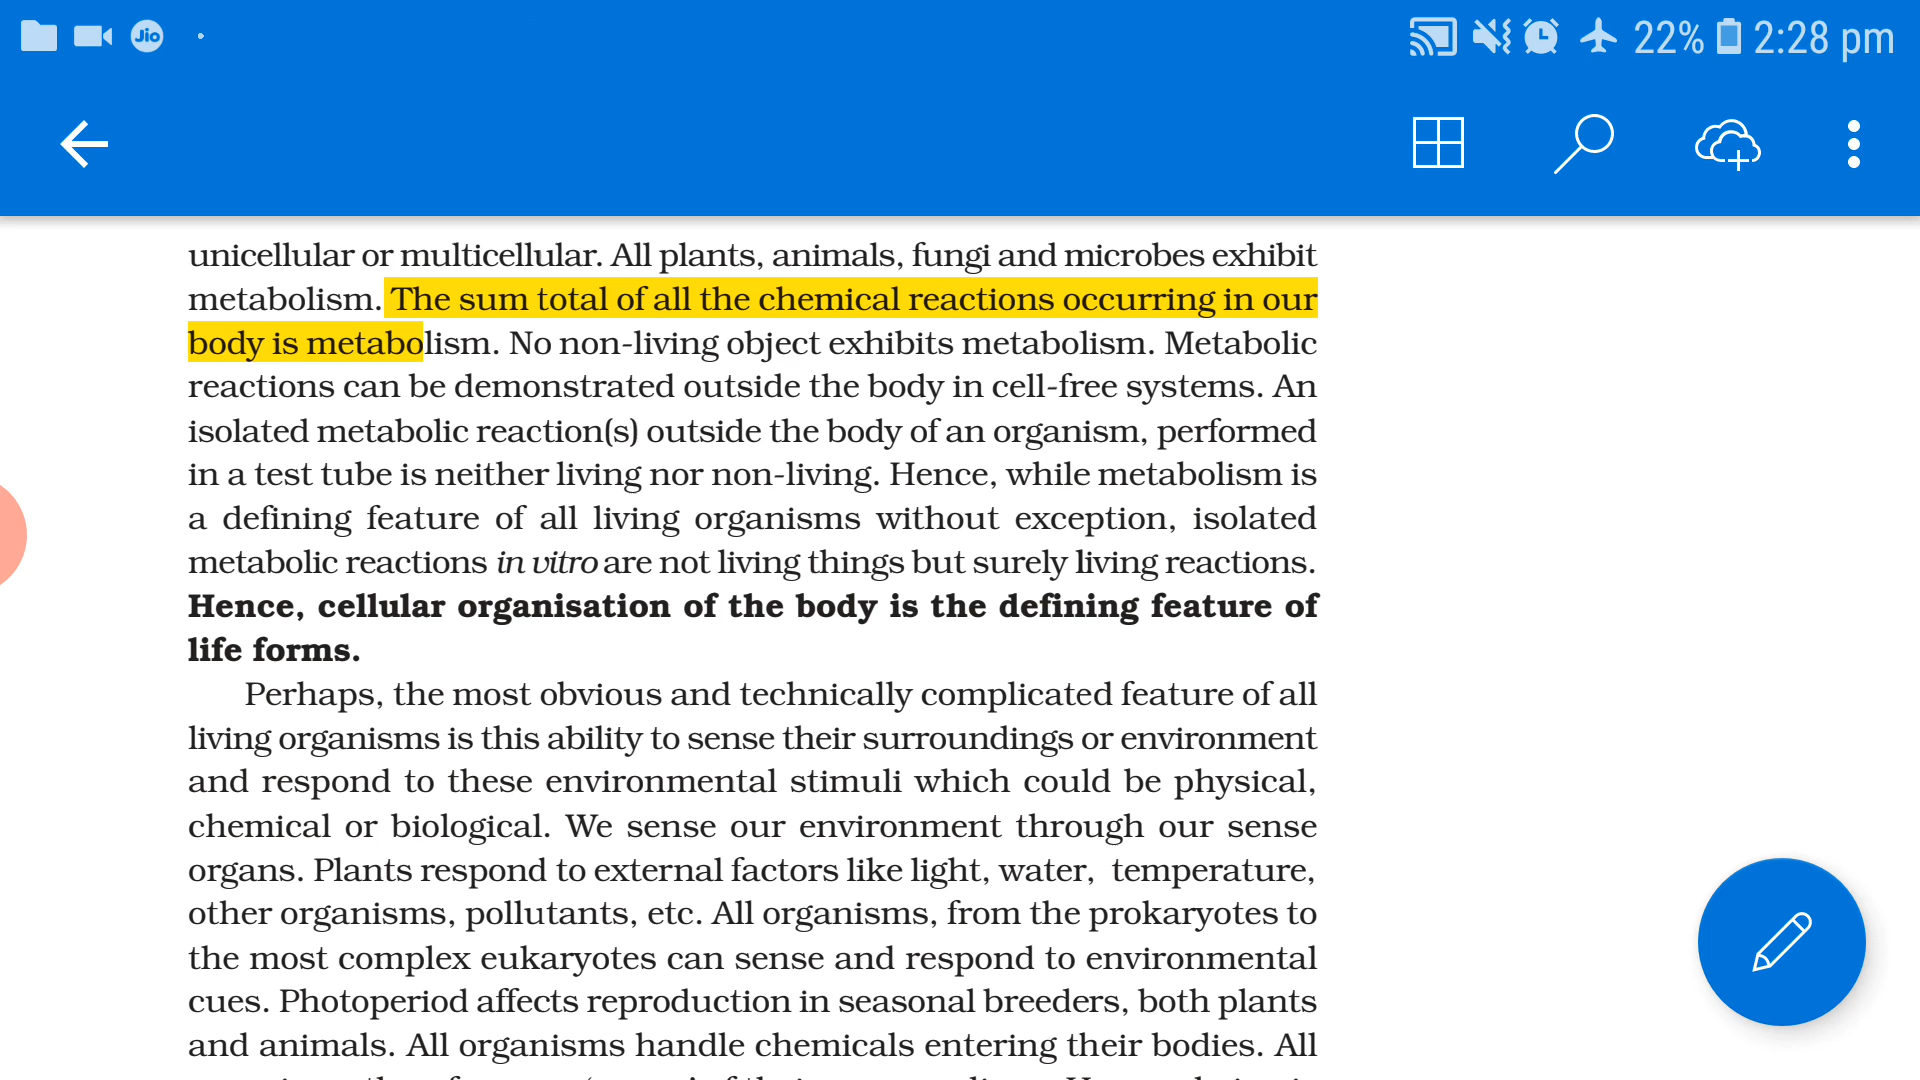 Jio
22% 2:28 pm
unicellular or multicellular. All plants, animals, fungi and microbes exhibit
metabolism. The sum total of all the chemical reactions occurring in our
body is metabolism. No non-living object exhibits metabolism. Metabolic
reactions can be demonstrated outside the body in cell-free systems. An
isolated metabolic reaction(s) outside the body of an organism, performed
in a test tube is neither living nor non-living. Hence, while metabolism is
a defining feature of all living organisms without exception, isolated
metabolic reactions in vitro are not living things but surely living reactions.
Hence, cellular organisation of the body is the defining feature of
life forms.
Perhaps, the most obvious and technically complicated feature of all
living organisms is this ability to sense their surroundings or environment
and respond to these environmental stimuli which could be physical,
chemical or biological. We sense our environment through our sense
organs. Plants respond to external factors like light, water, temperature,
other organisms, pollutants, etc. All organisms, from the prokaryotes to
the most complex eukaryotes can sense and respond to environmental
cues. Photoperiod affects reproduction in seasonal breeders, both plants
and animals. All organisms handle chemicals entering their bodies. All